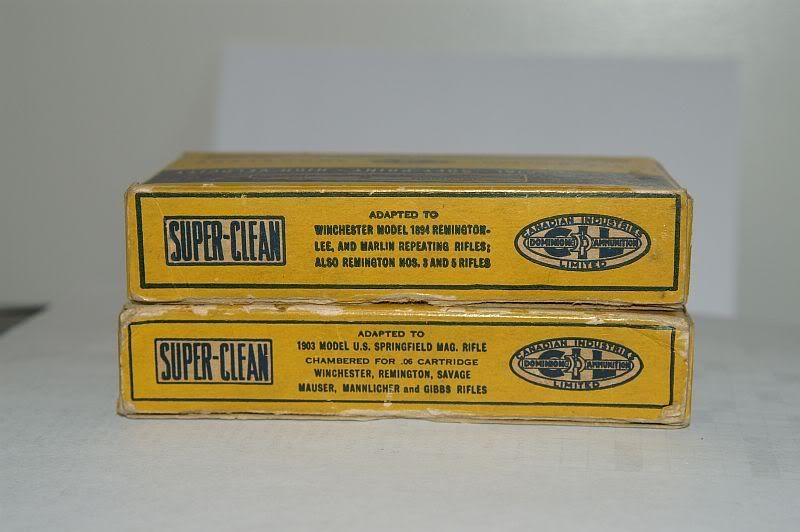 SUPER-CLEAN
ADAPTED TO
WINCHESTER MODEL 1894 REMINGTON-
LEE, AND MARLIN REPEATING RIFLES;
ALSO REMINGTON NOS. 3 AND 5 RIFLES
CANADIAN INDUSTRIES
DOMINION AMMUNITION
LIMITED
SUPER-CLEAN
ADAPTED TO
1903 MODEL U.S. SPRINGFIELD MAG. RIFLE
CHAMBERED FOR .06 CARTRIDGE
WINCHESTER, REMINGTON, SAVAGE
MAUSER, MANNLICHER and GIBBS RIFLES
CANADIAN INDUSTRIES
DOMINION AMMUNITION
LIMITED